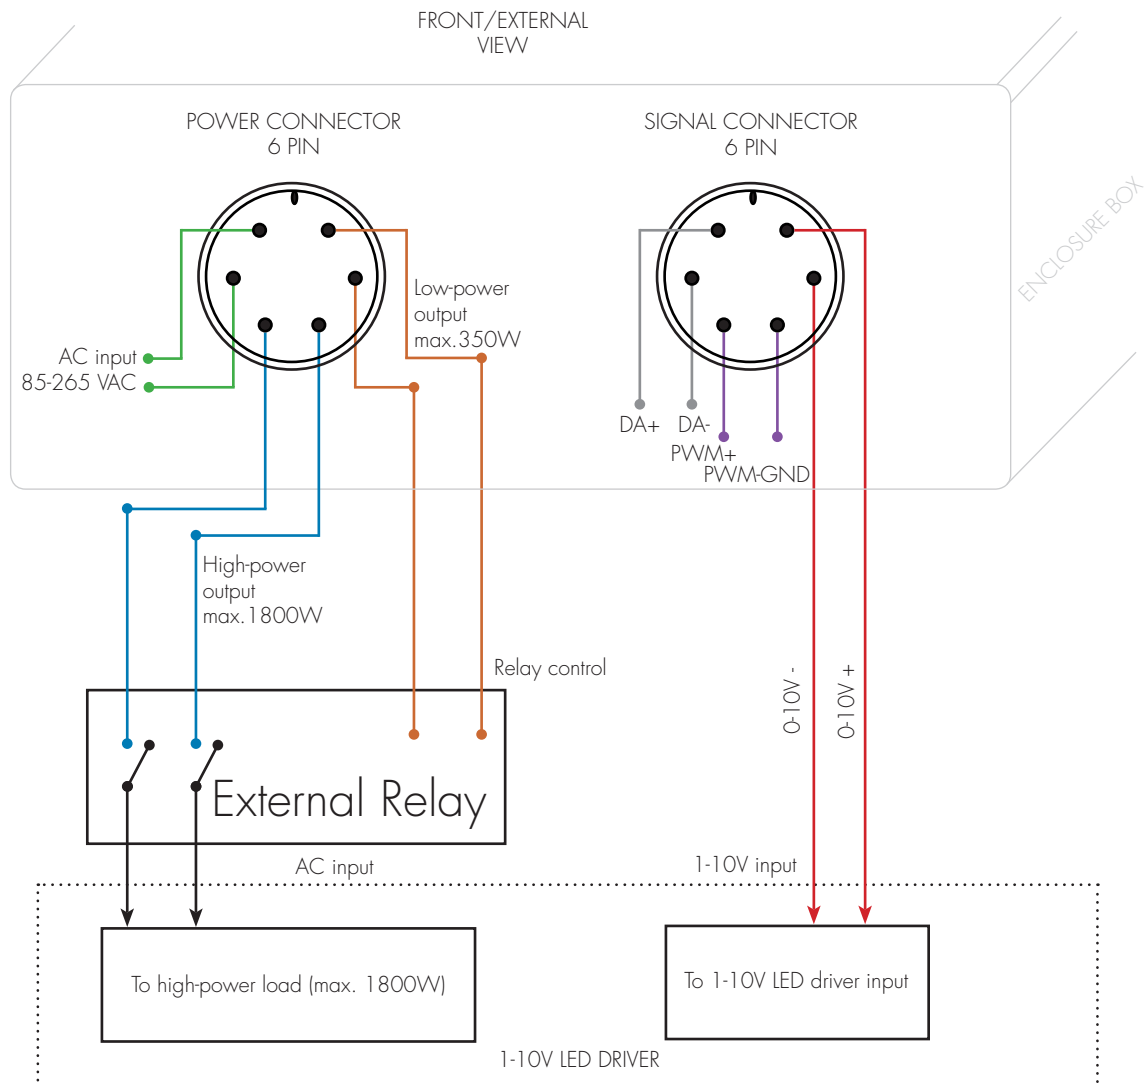 FRONT/EXTERNAL
VIEW
POWER CONNECTOR
6 PIN
SIGNAL CONNECTOR
6 PIN
ENCLOSURE BOX
Low-power
output
max.350W
AC input
85-265 VAC
DA+
DA-
PWM+
PWM-GND
High-power
output
max.1800W
Relay control
0-10V -
0-10V +
External Relay
AC input
1-10V input
To high-power load (max. 1800W)
To 1-10V LED driver input
1-10V LED DRIVER